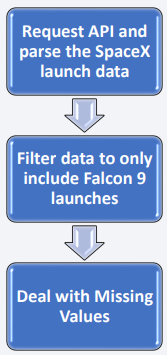 Request API and
parse the SpaceX
launch data
Filter data to only
include Falcon 9
launches
Deal with Missing
Values